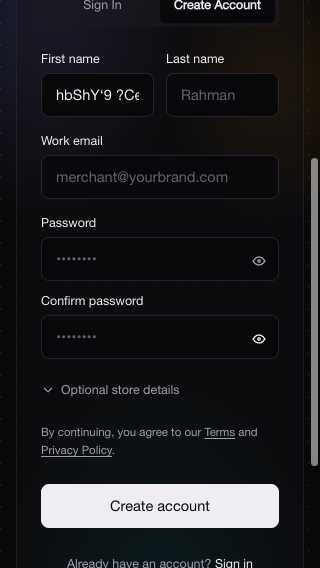 Sign In Create Account
First name Last name
hbShY'9 ?Ce Rahman
Work email
merchant@yourbrand.com
Password
••••••••
Confirm password
••••••••
Optional store details
By continuing, you agree to our Terms and
Privacy Policy.
Create account
Already have an account? Sign in